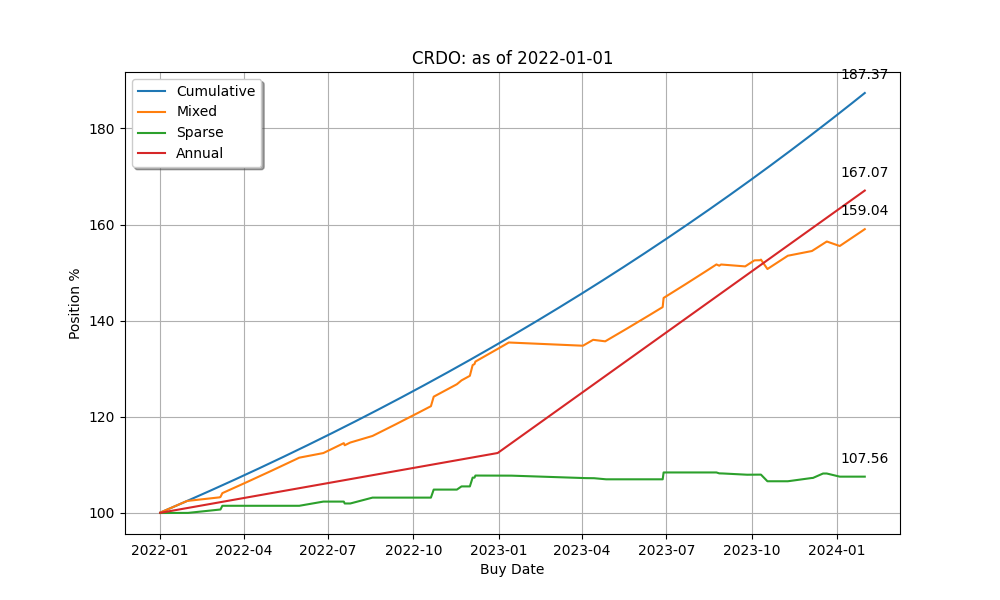 CRDO: as of 2022-01-01
187.37
Cumulative
Mixed
Sparse
Annual
180
167.07
160
159.04
Position %
140
120
107.56
100
2022-01 2022-04 2022-07 2022-10 2023-01 2023-04 2023-07 2023-10 2024-01
Buy Date